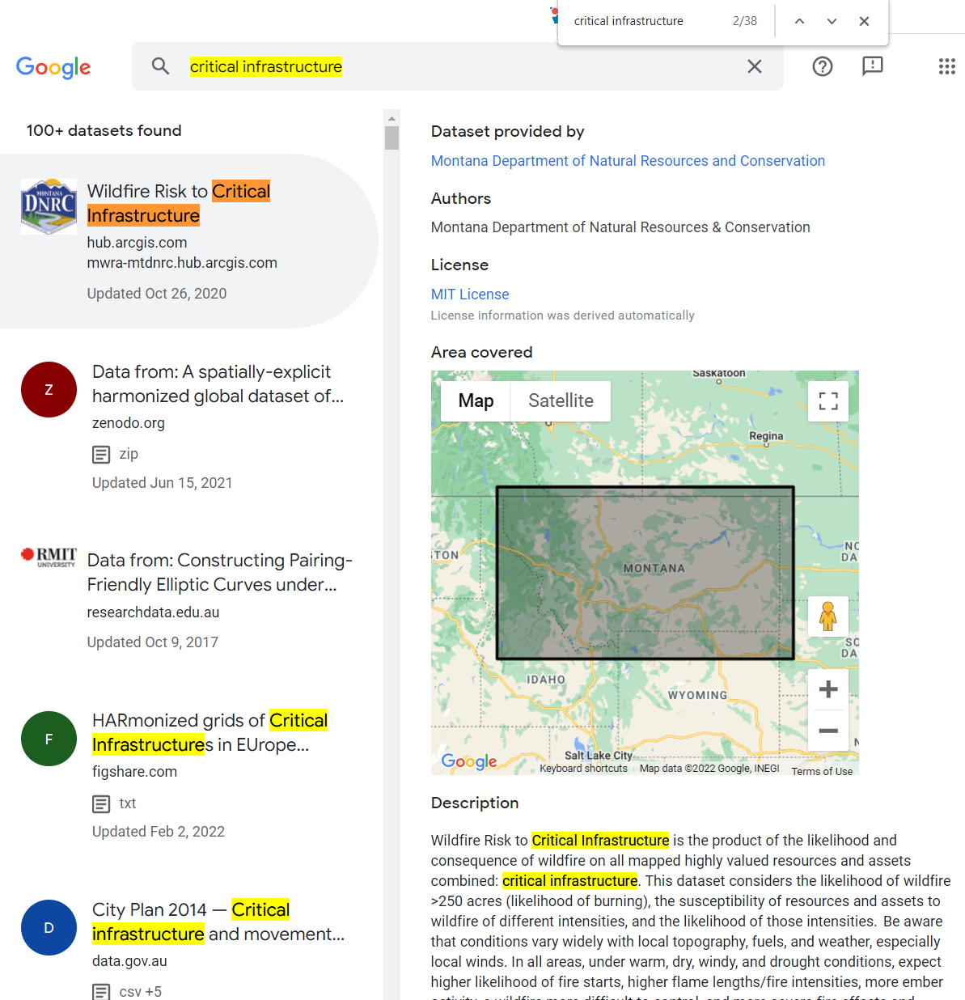 critical infrastructure 2/38
Google
critical infrastructure
100+ datasets found
MONTANA
DNRC
Wildfire Risk to Critical
Infrastructure
hub.arcgis.com
mwra-mtdnrc.hub.arcgis.com
Updated Oct 26, 2020
Z
Data from: A spatially-explicit
harmonized global dataset of...
zenodo.org
zip
Updated Jun 15, 2021
RMIT
UNIVERSITY
Data from: Constructing Pairing-
Friendly Elliptic Curves under...
researchdata.edu.au
Updated Oct 9, 2017
F
HARmonized grids of Critical
Infrastructures in EUrope...
figshare.com
txt
Updated Feb 2, 2022
D
City Plan 2014 — Critical
infrastructure and movement...
data.gov.au
csv +5
Dataset provided by
Montana Department of Natural Resources and Conservation
Authors
Montana Department of Natural Resources & Conservation
License
MIT License
License information was derived automatically
Area covered
Saskatoon
Map Satellite
Regina
NO
DA
TON
MONTANA
SO
DA
IDAHO
WYOMING
Salt Lake City
Google
Keyboard shortcuts Map data ©2022 Google, INEGI Terms of Use
Description
Wildfire Risk to Critical Infrastructure is the product of the likelihood and
consequence of wildfire on all mapped highly valued resources and assets
combined: critical infrastructure. This dataset considers the likelihood of wildfire
>250 acres (likelihood of burning), the susceptibility of resources and assets to
wildfire of different intensities, and the likelihood of those intensities. Be aware
that conditions vary widely with local topography, fuels, and weather, especially
local winds. In all areas, under warm, dry, windy, and drought conditions, expect
higher likelihood of fire starts, higher flame lengths/fire intensities, more ember